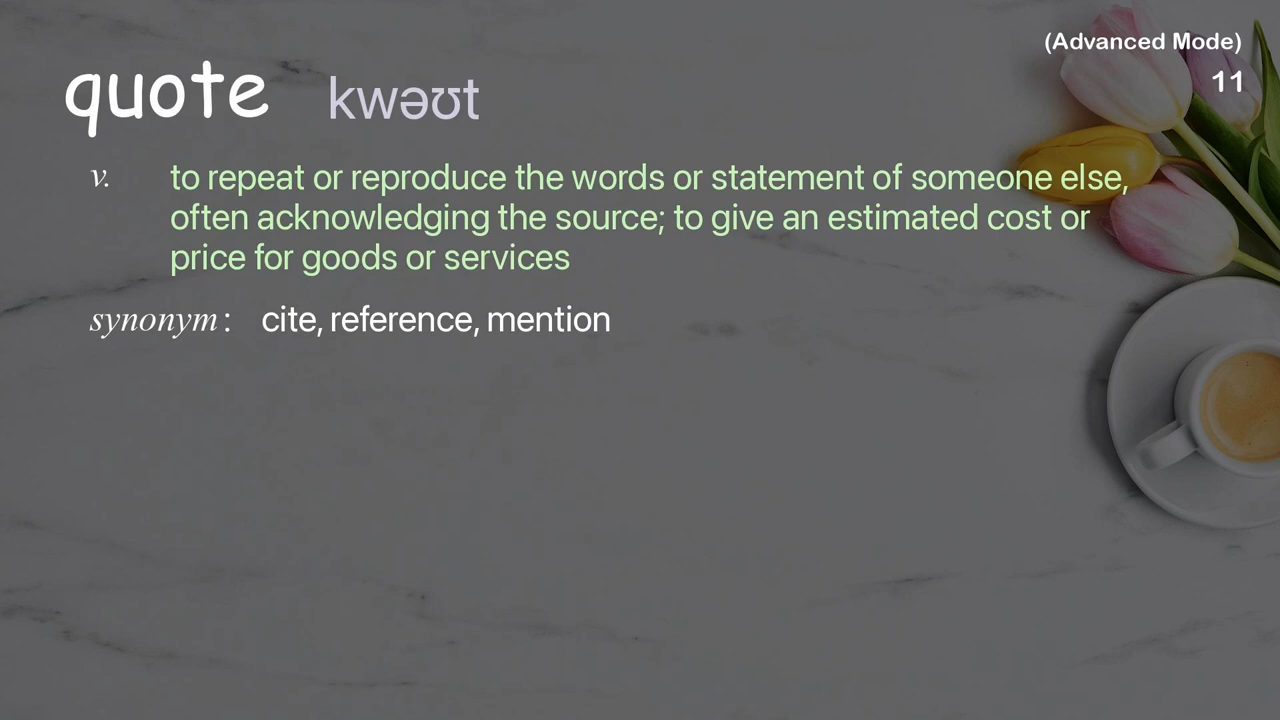 (Advanced Mode)
quote kwəʊt
11
v. to repeat or reproduce the words or statement of someone else,
often acknowledging the source; to give an estimated cost or
price for goods or services
synonym: cite, reference, mention